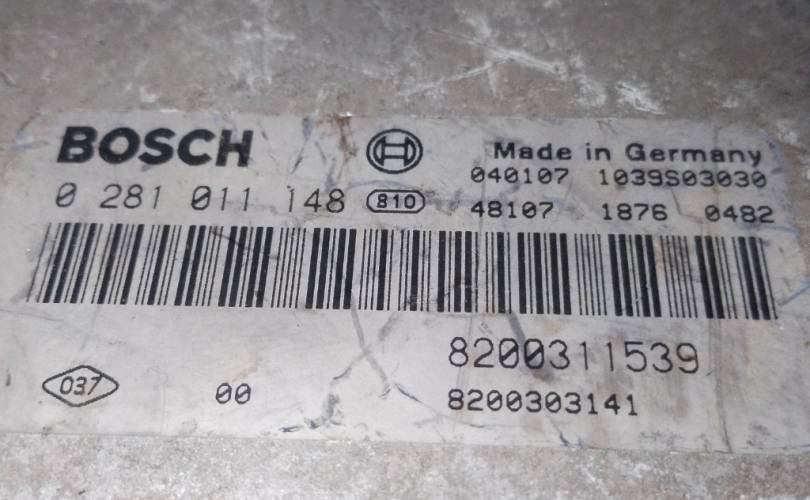 BOSCH
Made in Germany
040107 1039S03030
0 281 011 148 810
48107 1876 0482
8200311539
037 00
8200303141